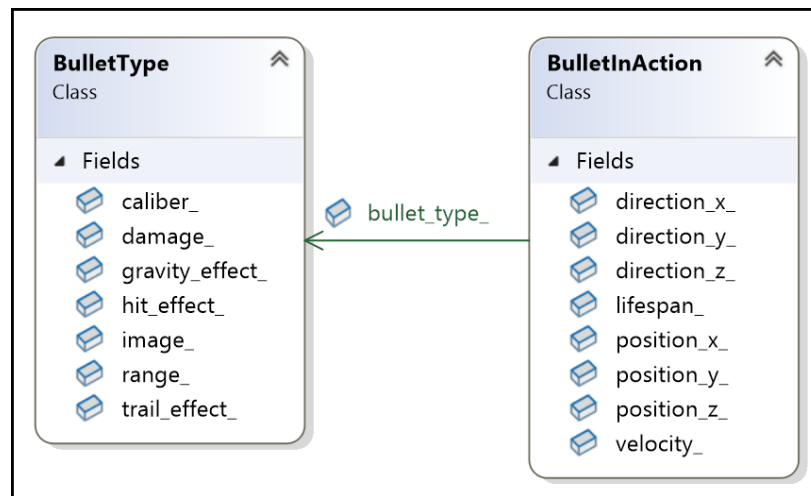 BulletType
Class
Fields
caliber_
damage_
gravity_effect_
hit_effect_
image_
range_
trail_effect_
bullet_type_
BulletInAction
Class
Fields
direction_x_
direction_y_
direction_z_
lifespan_
position_x_
position_y_
position_z_
velocity_